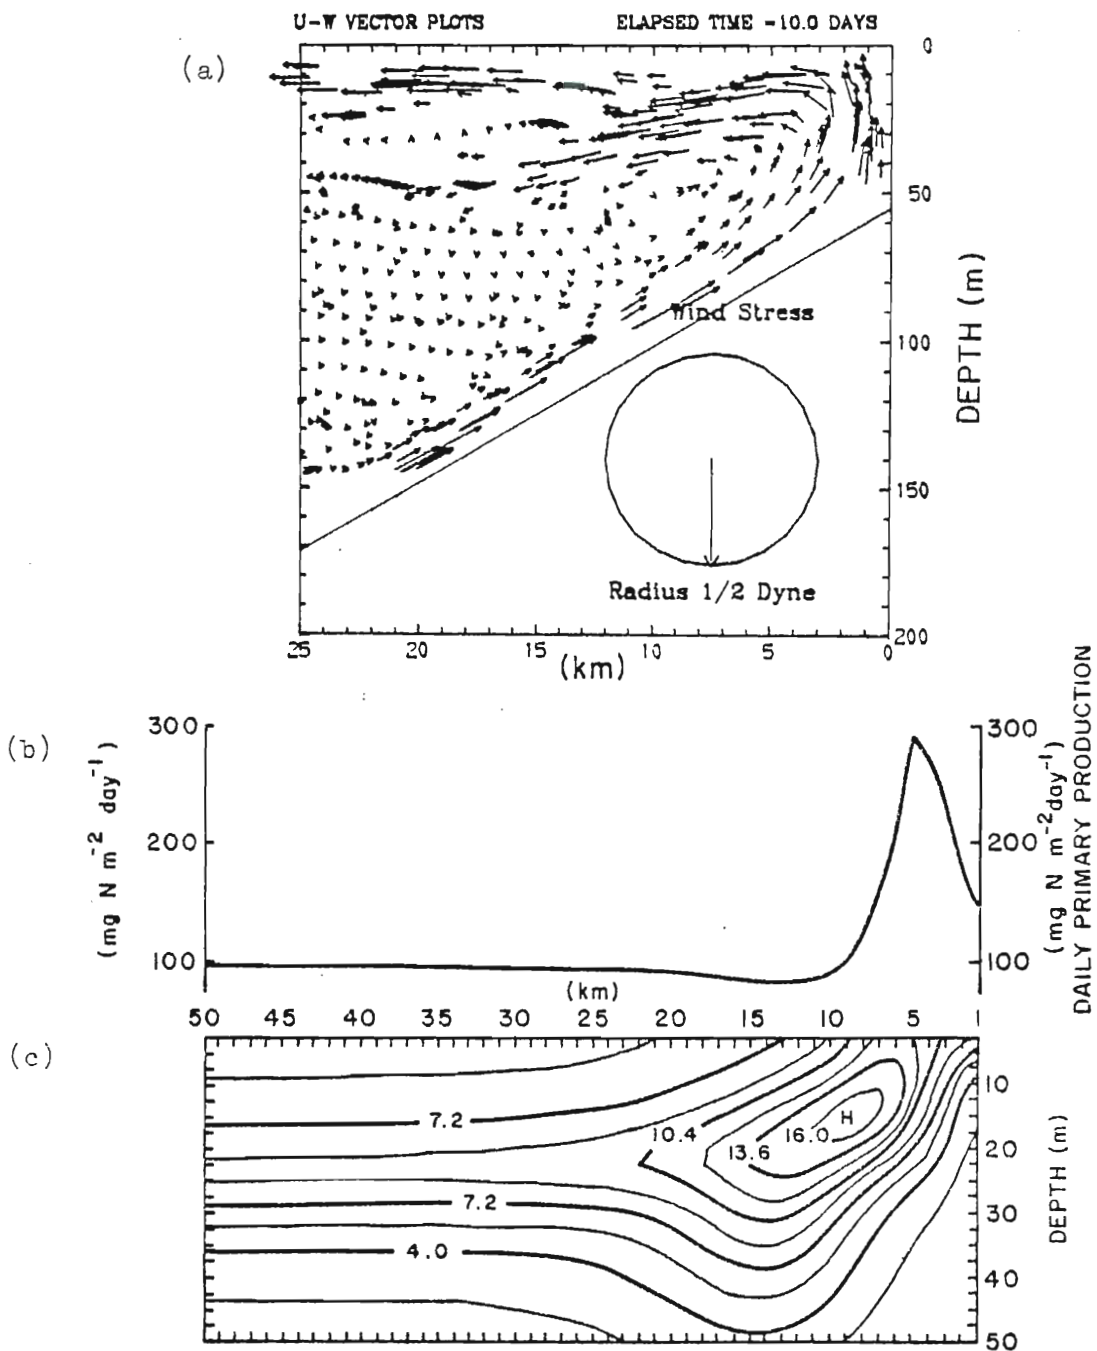 U-W VECTOR PLOTS
ELAPSED TIME =10.0 DAYS
(a)
0
50
100
150
200
DEPTH (m)
Wind Stress
Radius 1/2 Dyne
25 20 15 10 5 0
(km)
(b)
300
200
100
(mg N m⁻² day⁻¹)
300
200
100
(mg N m⁻² day⁻¹)
DAILY PRIMARY PRODUCTION
(km)
50 45 40 35 30 25 20 15 10 5 1
(c)
7.2
10.4
13.6
16.0
H
7.2
4.0
10
20
30
40
50
DEPTH (m)